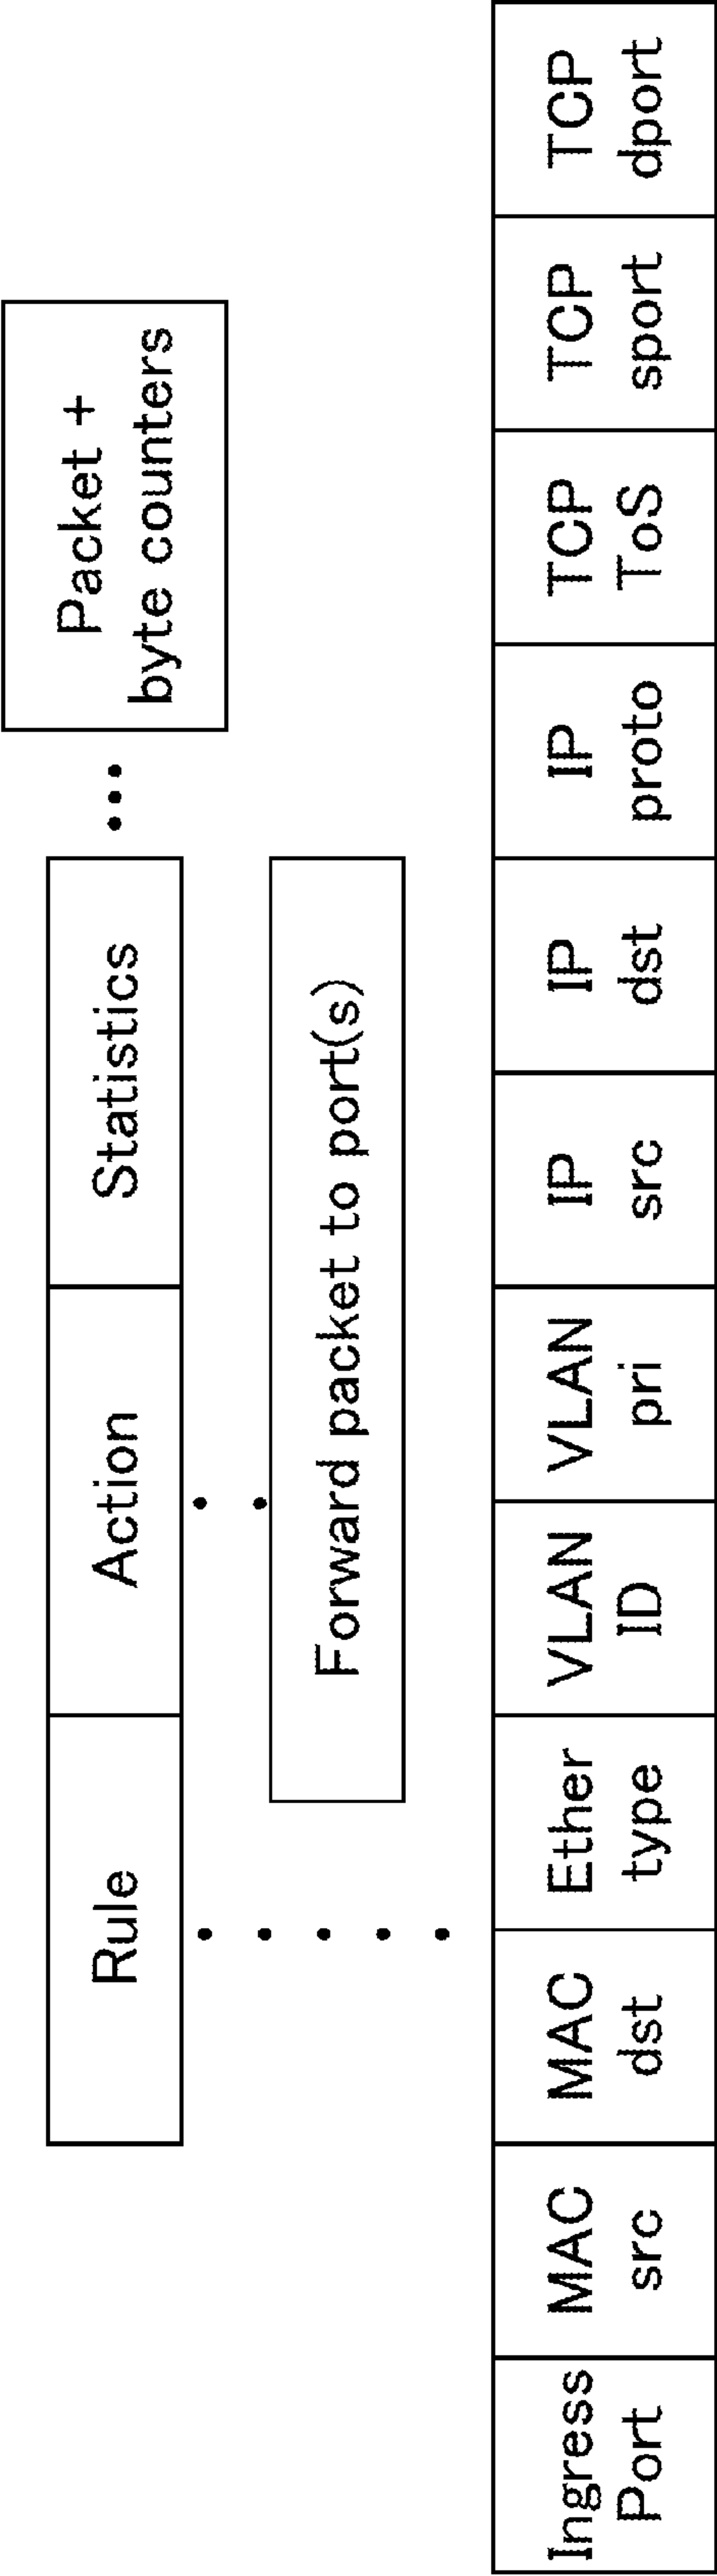 Packet +
byte counters
Rule
Action
Statistics
Forward packet to port(s)
Ingress
Port
MAC
src
MAC
dst
Ether
type
VLAN
ID
VLAN
pri
IP
src
IP
dst
IP
proto
TCP
ToS
TCP
sport
TCP
dport